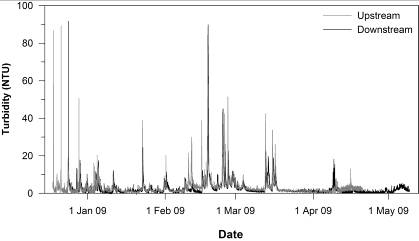 100
80
60
40
20
0
Turbidity (NTU)
Upstream
Downstream
1 Jan 09
1 Feb 09
1 Mar 09
1 Apr 09
1 May 09
Date